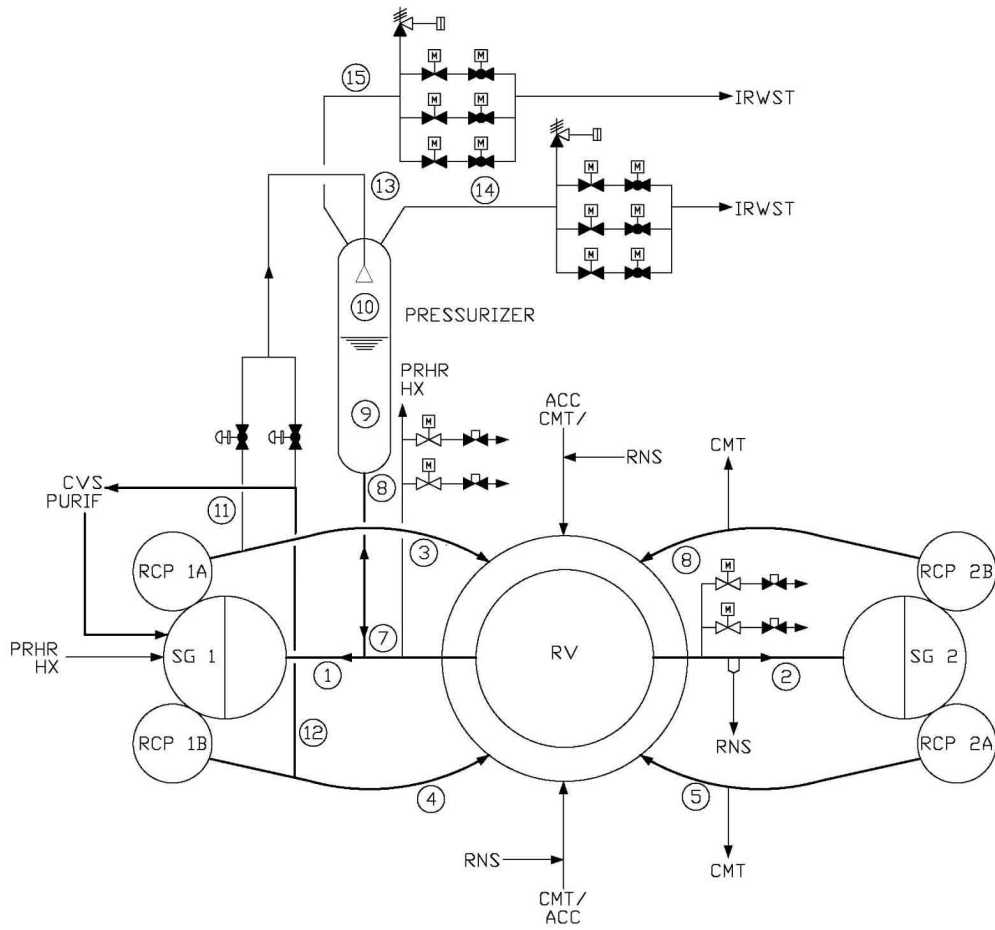 15
M
M
M
M
M
M
IRWST
13
14
M
M
M
M
M
M
IRWST
10
PRESSURIZER
PRHR
HX
9
M
M
ACC
CMT/
RNS
CMT
CVS
PURIF
8
11
3
8
RCP 1A
RCP 2B
M
M
7
PRHR
HX
SG 1
1
RV
2
SG 2
12
RNS
RCP 1B
RCP 2A
4
5
RNS
CMT
CMT/
ACC